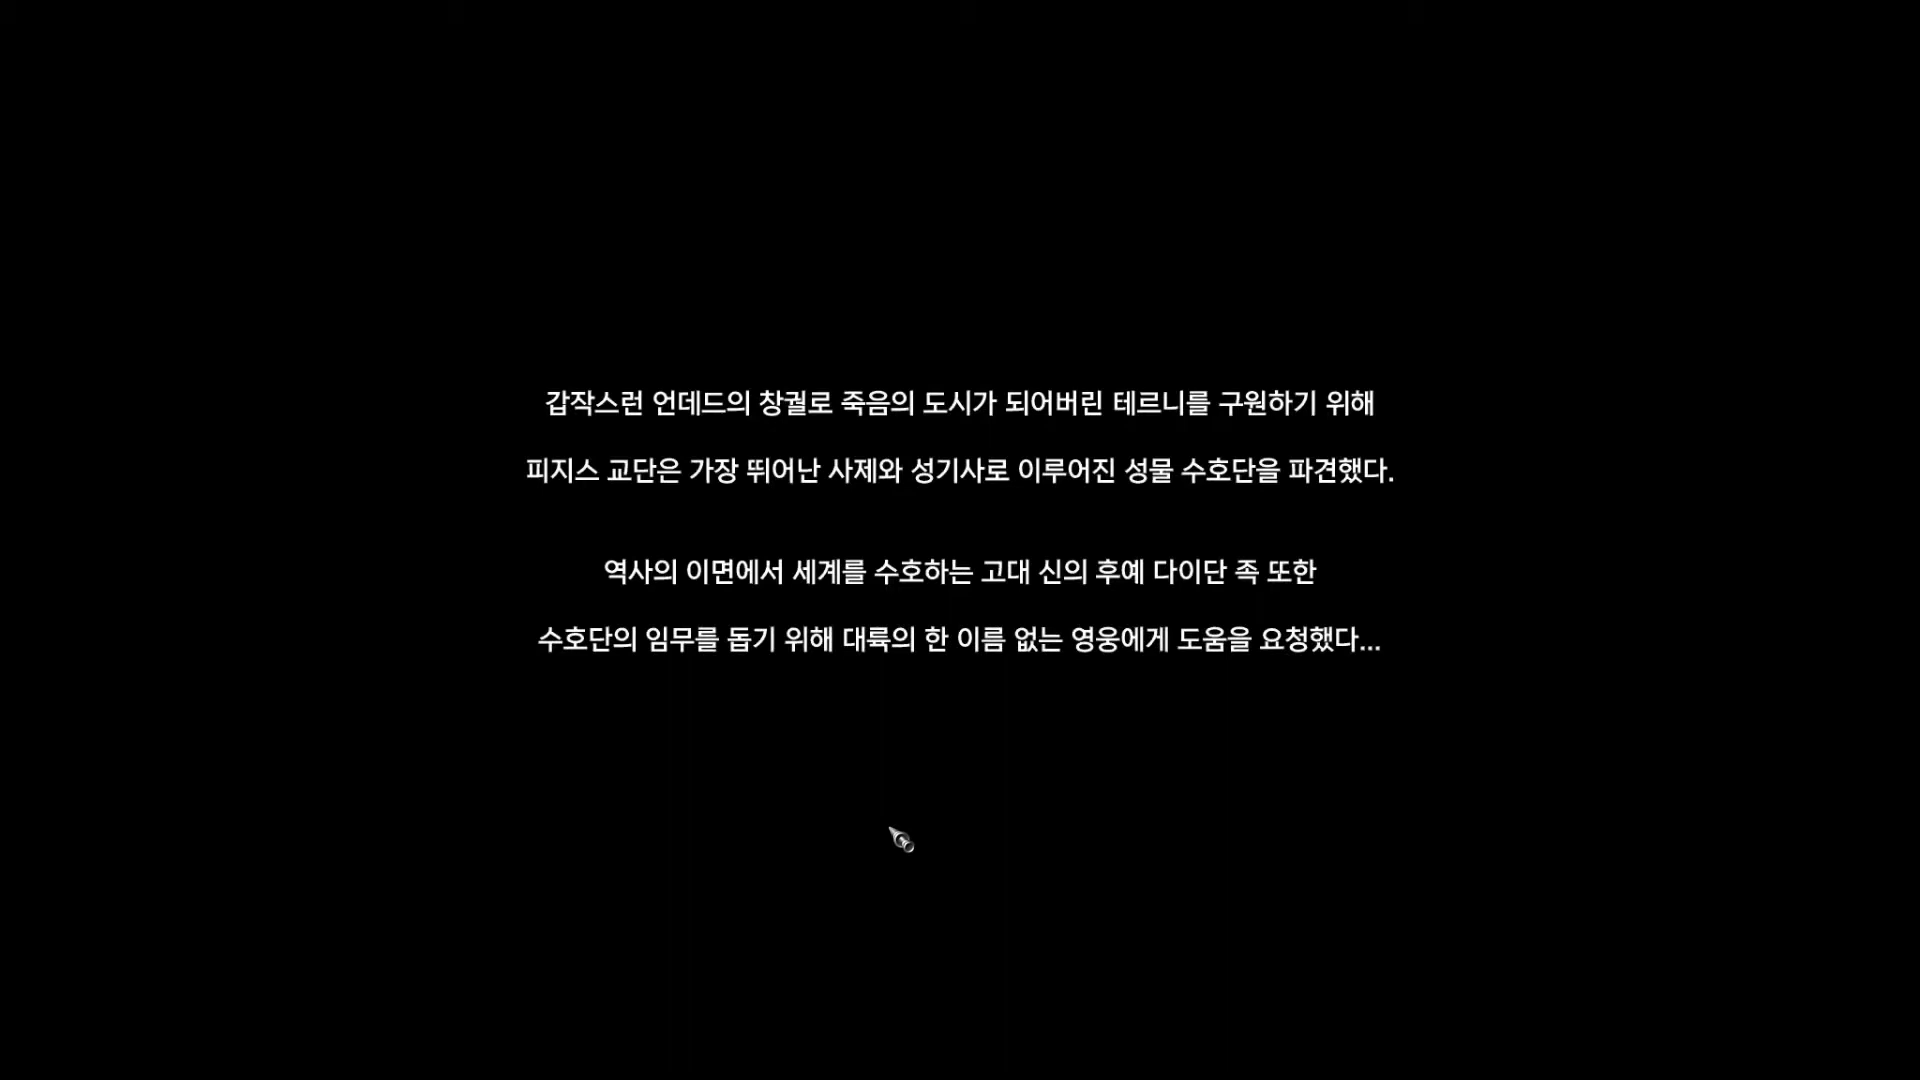 갑작스런 언데드의 창궐로 죽음의 도시가 되어버린 테르니를 구원하기 위해
피지스 교단은 가장 뛰어난 사제와 성기사로 이루어진 성물 수호단을 파견했다.
역사의 이면에서 세계를 수호하는 고대 신의 후예 다이단 족 또한
수호단의 임무를 돕기 위해 대륙의 한 이름 없는 영웅에게 도움을 요청했다...